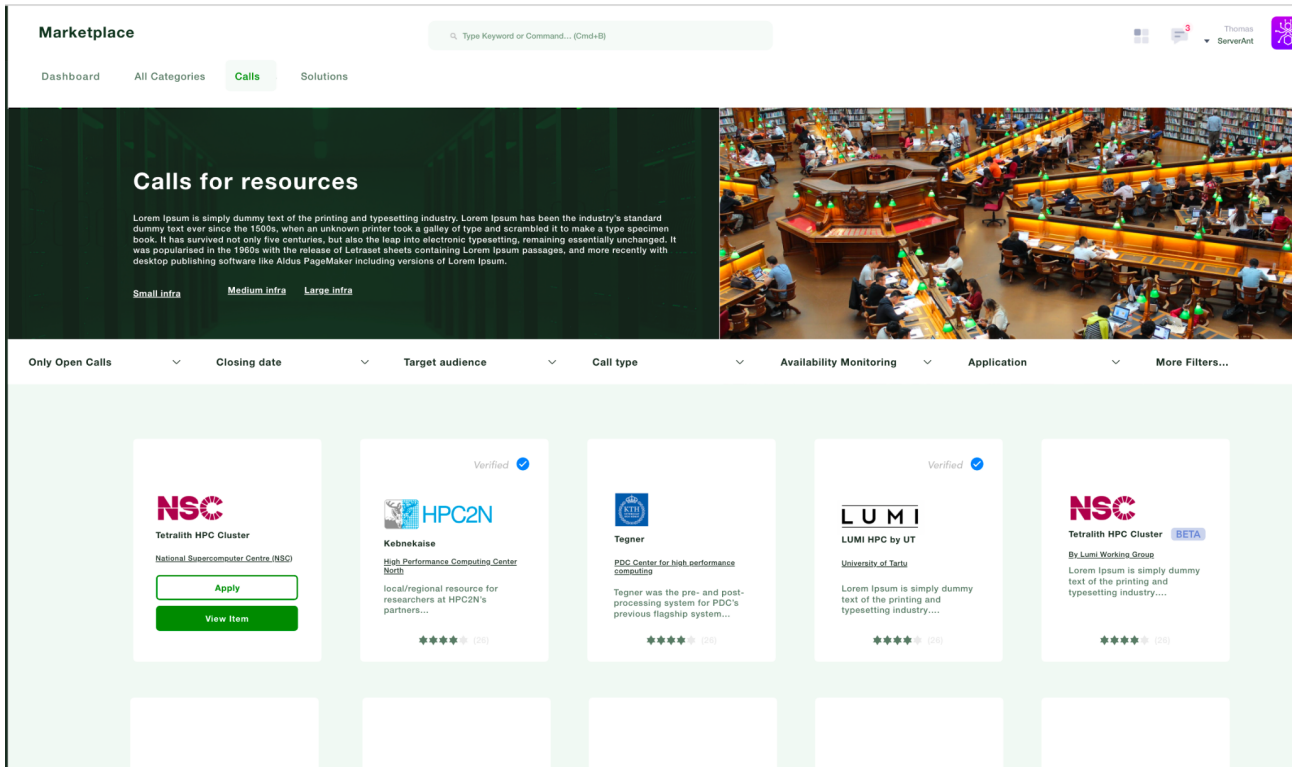 Marketplace
Type Keyword or Command... (Cmd+B)
3
Thomas
ServerAnt
Dashboard
All Categories
Calls
Solutions
Calls for resources
Lorem Ipsum is simply dummy text of the printing and typesetting industry. Lorem Ipsum has been the industry's standard
dummy text ever since the 1500s, when an unknown printer took a galley of type and scrambled it to make a type specimen
book. It has survived not only five centuries, but also the leap into electronic typesetting, remaining essentially unchanged. It
was popularised in the 1960s with the release of Letraset sheets containing Lorem Ipsum passages, and more recently with
desktop publishing software like Aldus PageMaker including versions of Lorem Ipsum.
Small infra
Medium infra
Large infra
Only Open Calls
Closing date
Target audience
Call type
Availability Monitoring
Application
More Filters...
NSC
Tetralith HPC Cluster
National Supercomputer Centre (NSC)
Apply
View Item
Verified
HPC2N
Kebnekaise
High Performance Computing Center
North
local/regional resource for
researchers at HPC2N's
partners...
(26)
KTH
Tegner
PDC Center for high performance
computing
Tegner was the pre- and post-
processing system for PDC's
previous flagship system...
(26)
Verified
LUMI
LUMI HPC by UT
University of Tartu
Lorem Ipsum is simply dummy
text of the printing and
typesetting industry....
(26)
NSC
Tetralith HPC Cluster
BETA
By Lumi Working Group
Lorem Ipsum is simply dummy
text of the printing and
typesetting industry....
(26)